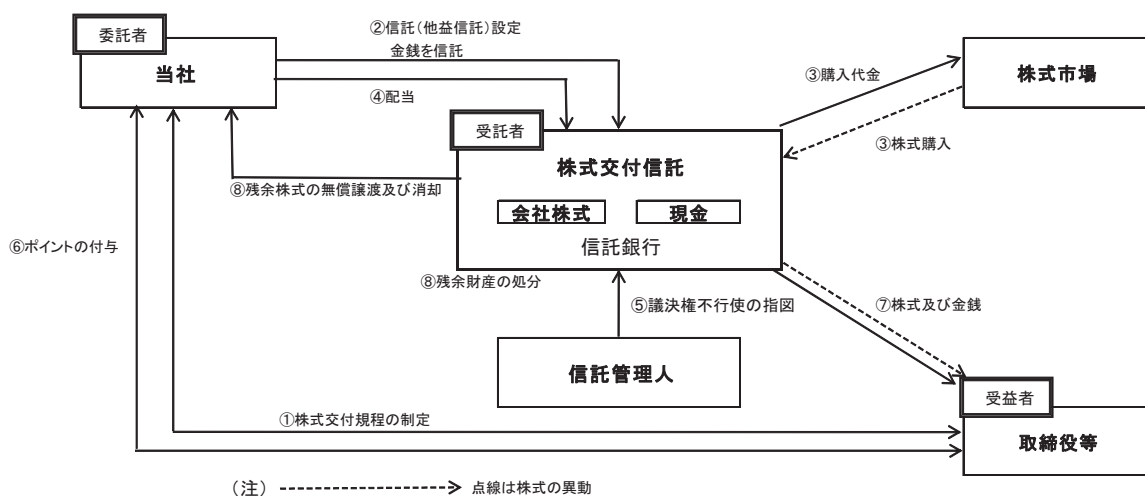 委託者
当社
②信託(他益信託)設定
金銭を信託
④配当
③購入代金
株式市場
③株式購入
受託者
株式交付信託
会社株式
現金
信託銀行
⑧残余株式の無償譲渡及び消却
⑥ポイントの付与
⑧残余財産の処分
⑤議決権不行使の指図
⑦株式及び金銭
信託管理人
受益者
取締役等
①株式交付規程の制定
(注) 点線は株式の異動